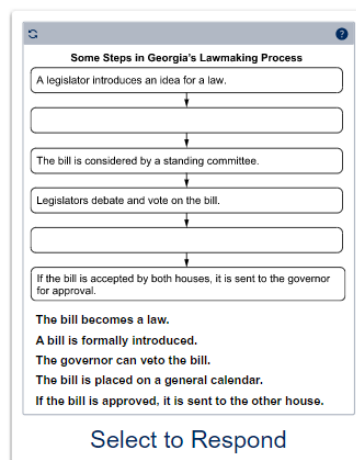 ?
Some Steps in Georgia's Lawmaking Process
A legislator introduces an idea for a law.
The bill is considered by a standing committee.
Legislators debate and vote on the bill.
If the bill is accepted by both houses, it is sent to the governor
for approval.
The bill becomes a law.
A bill is formally introduced.
The governor can veto the bill.
The bill is placed on a general calendar.
If the bill is approved, it is sent to the other house.
Select to Respond